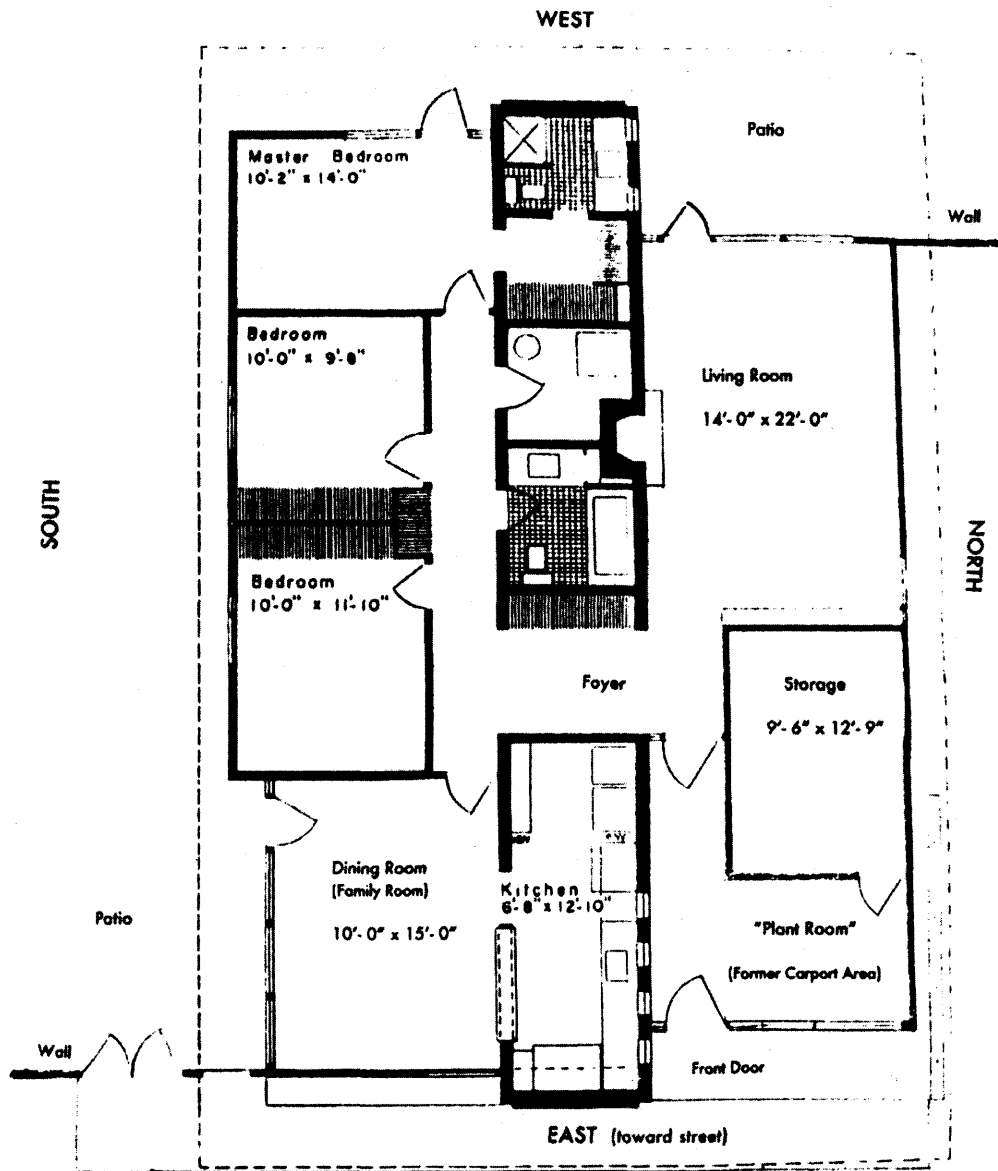 WEST
Patio
Wall
Master Bedroom
10'-2" x 14'-0"
Bedroom
10'-0" x 9'-8"
Living Room
14'-0" x 22'-0"
SOUTH
NORTH
Bedroom
10'-0" x 11'-10"
Foyer
Storage
9'-6" x 12'-9"
Dining Room
(Family Room)
10'-0" x 15'-0"
Kitchen
6'-8" x 12'-10"
Patio
"Plant Room"
(Former Carport Area)
Wall
Front Door
EAST (toward street)